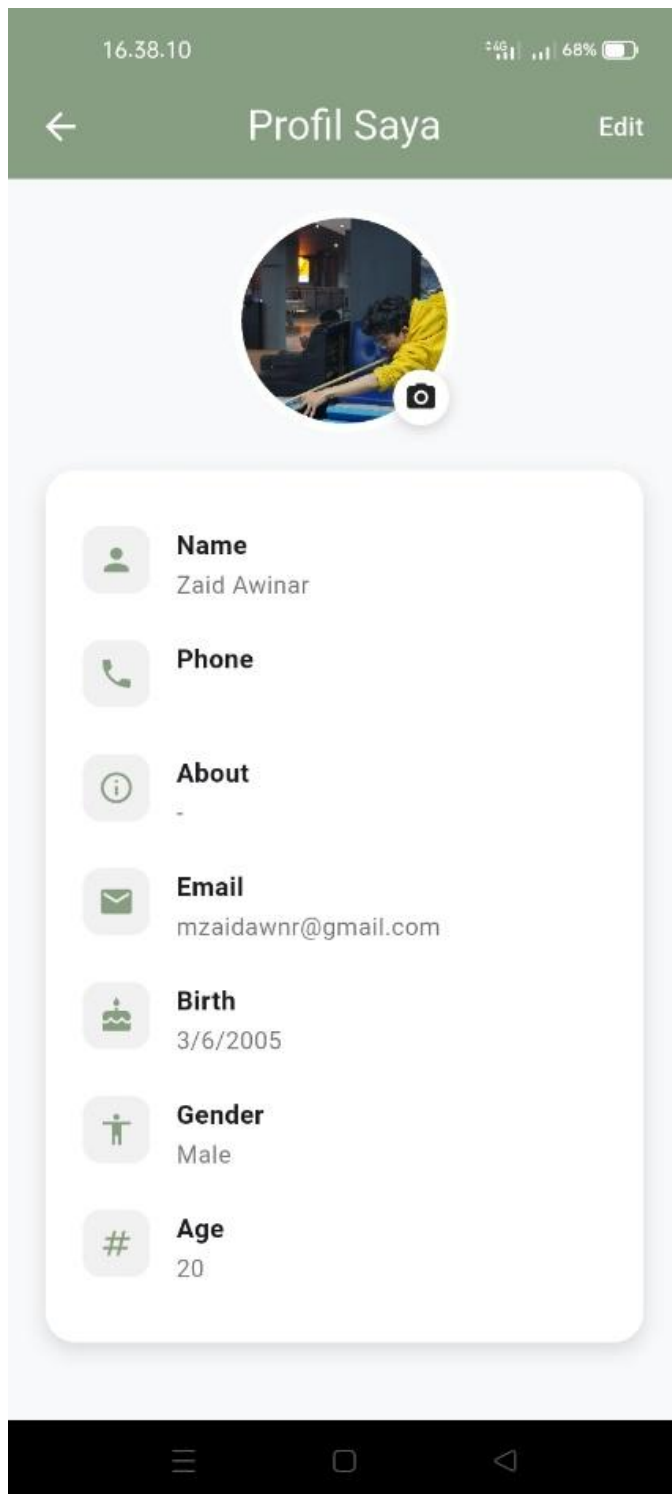 16.38.10
4G 68%
Profil Saya
Edit
Name
Zaid Awinar
Phone
About
-
Email
mzaidawnr@gmail.com
Birth
3/6/2005
Gender
Male
#
Age
20